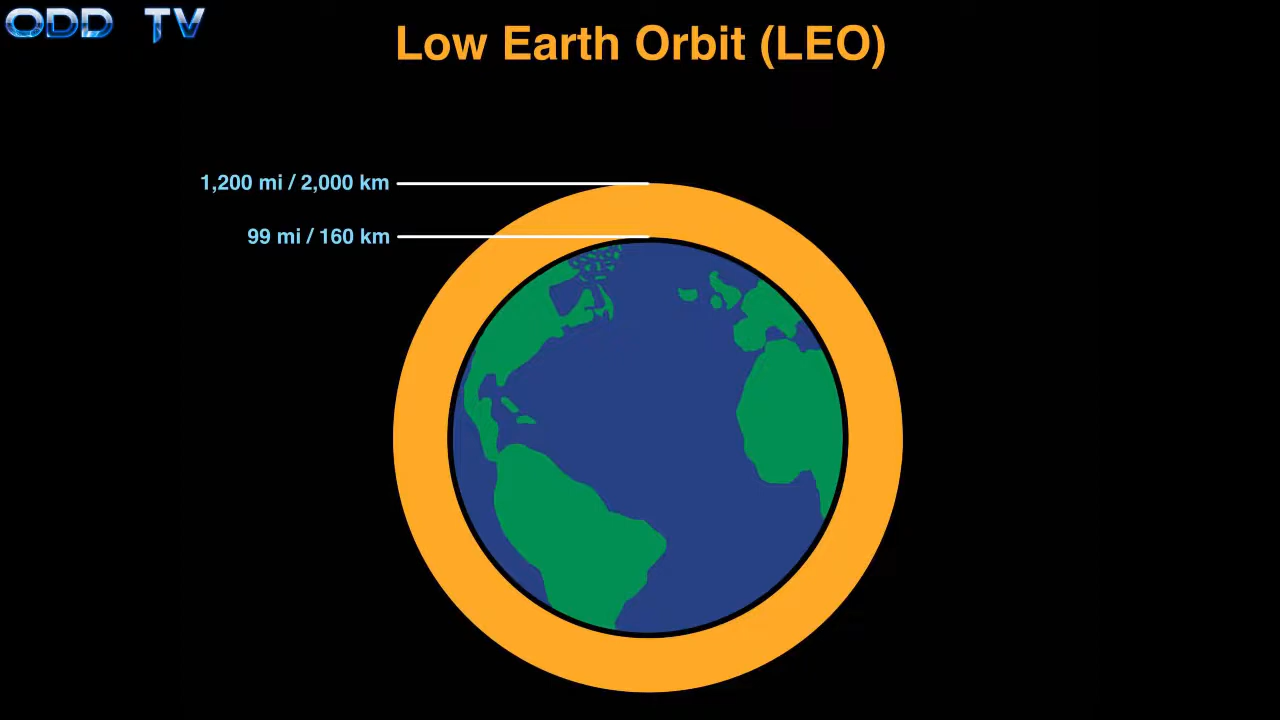 ODD TV
Low Earth Orbit (LEO)
1,200 mi / 2,000 km
99 mi / 160 km